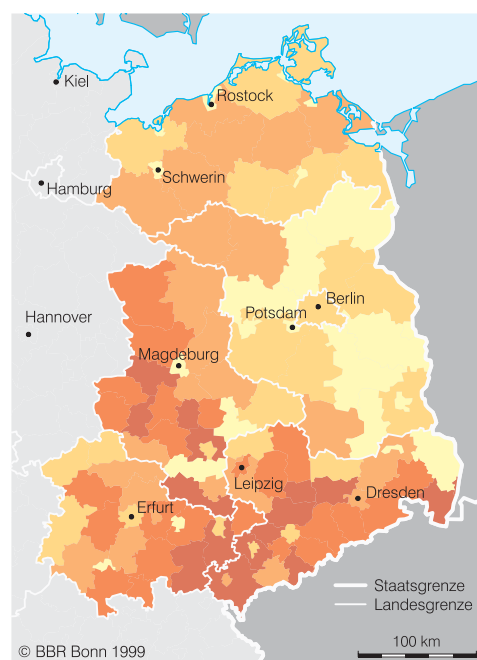 Kiel
Rostock
Schwerin
Hamburg
Berlin
Hannover
Potsdam
Magdeburg
Leipzig
Dresden
Erfurt
Staatsgrenze
Landesgrenze
100 km
© BBR Bonn 1999